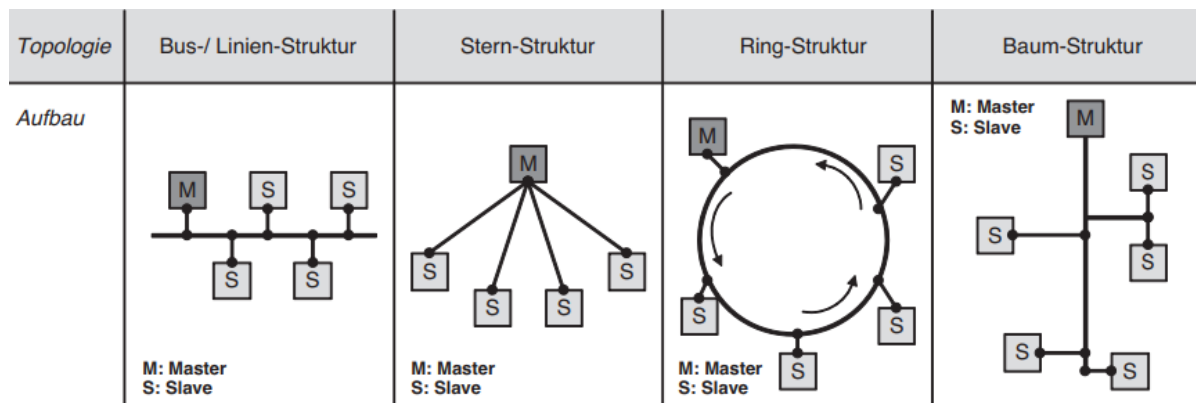 Topologie
Bus-/ Linien-Struktur
Stern-Struktur
Ring-Struktur
Baum-Struktur
Aufbau
M
S
S
S
S
M: Master
S: Slave
M
S
S
S
S
M: Master
S: Slave
M
S
S
S
S
M: Master
S: Slave
M: Master
S: Slave
M
S
S
S
S
S